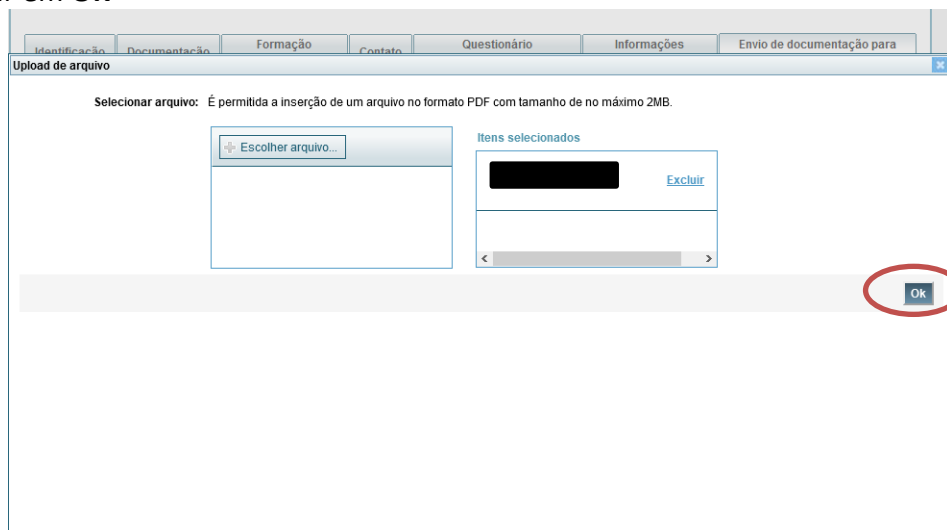 Identificação Documentação Formação Contato Questionário Informações Envio de documentação para
Upload de arquivo
Selecionar arquivo: É permitida a inserção de um arquivo no formato PDF com tamanho de no máximo 2MB.
Escolher arquivo...
Itens selecionados
Excluir
Ok